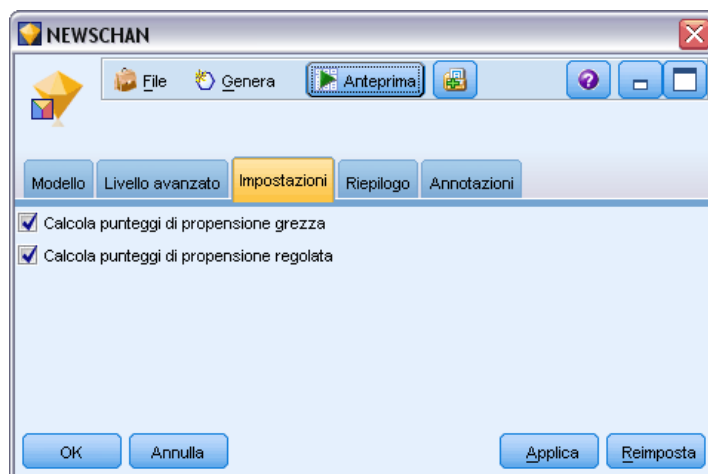 NEWSCHAN
File Genera Anteprima
Modello Livello avanzato Impostazioni Riepilogo Annotazioni
Calcola punteggi di propensione grezza
Calcola punteggi di propensione regolata
OK Annulla Applica Reimposta